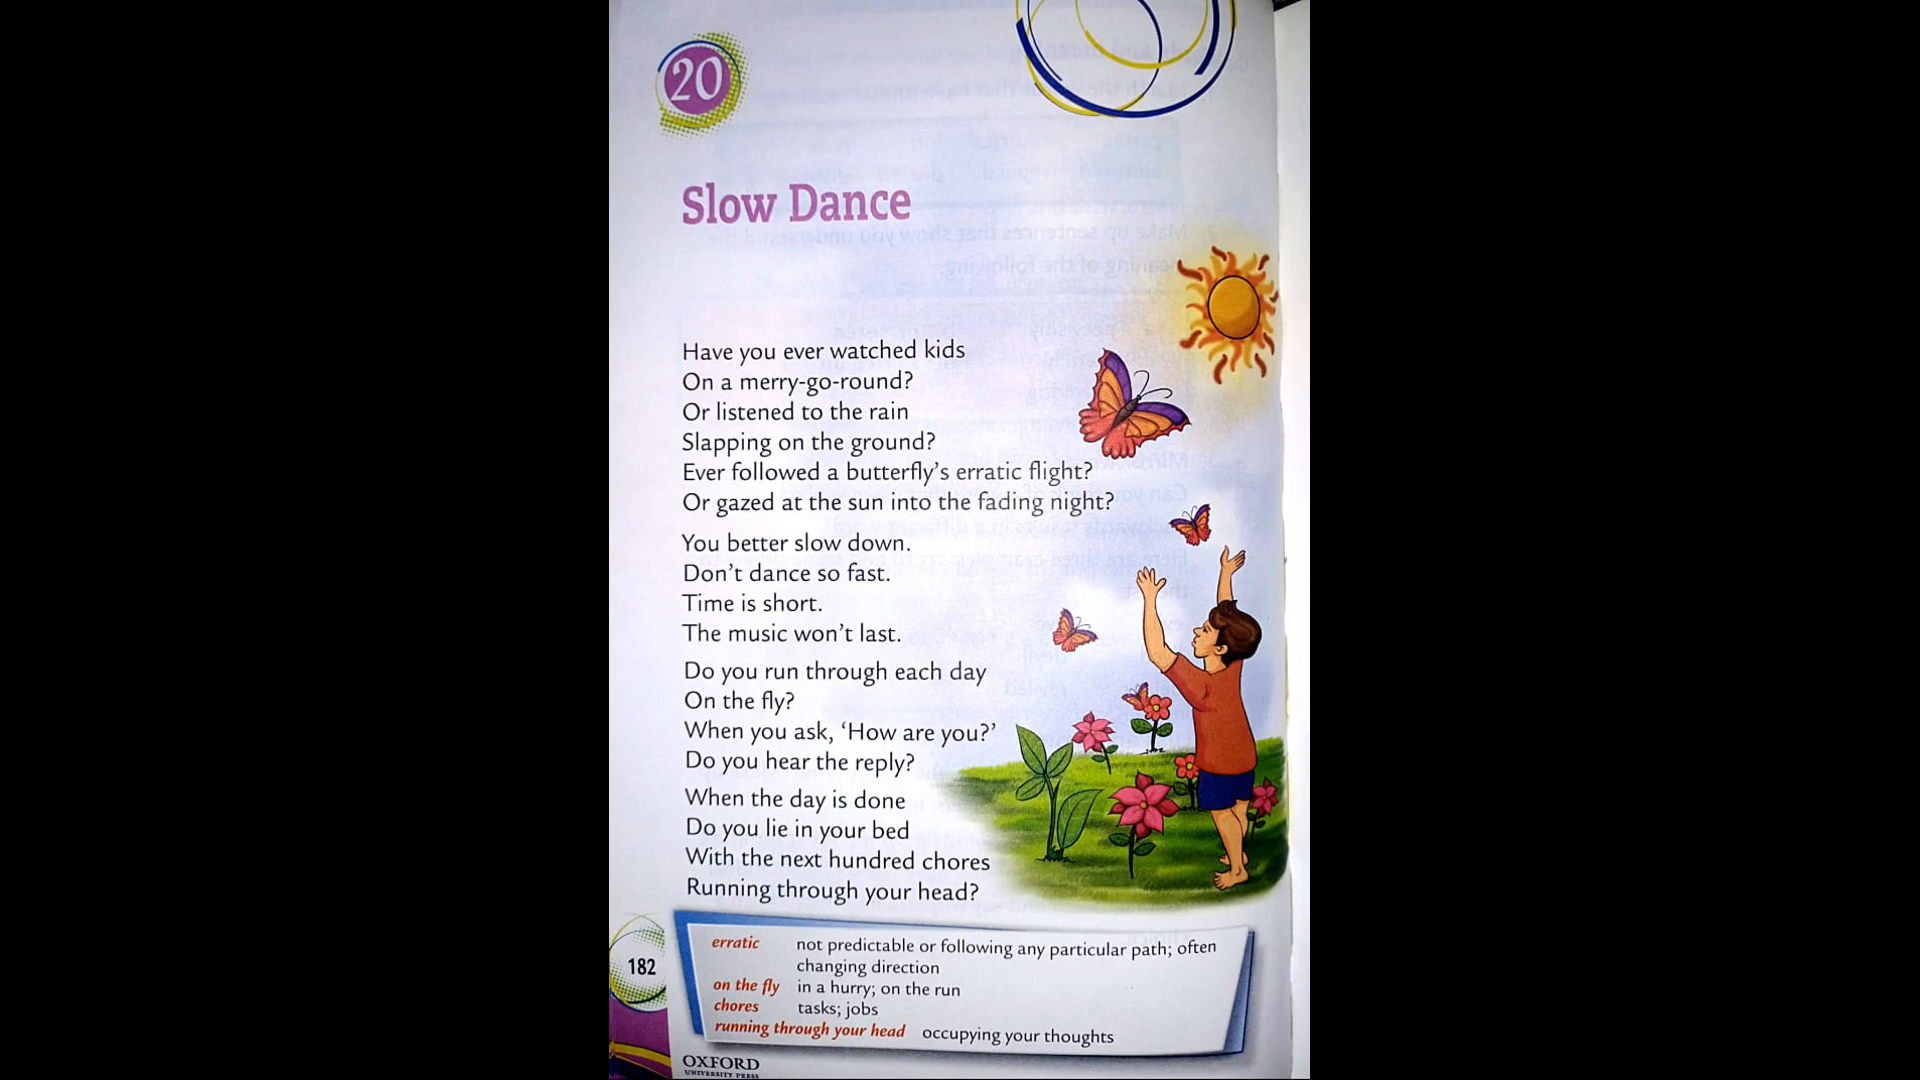 20
Slow Dance
Have you ever watched kids
On a merry-go-round?
Or listened to the rain
Slapping on the ground?
Ever followed a butterfly's erratic flight?
Or gazed at the sun into the fading night?
You better slow down.
Don't dance so fast.
Time is short.
The music won't last.
Do you run through each day
On the fly?
When you ask, ‘How are you?’
Do you hear the reply?
When the day is done
Do you lie in your bed
With the next hundred chores
Running through your head?
erratic not predictable or following any particular path; often
changing direction
on the fly in a hurry; on the run
chores tasks; jobs
running through your head occupying your thoughts
182
OXFORD
UNIVERSITY PRESS